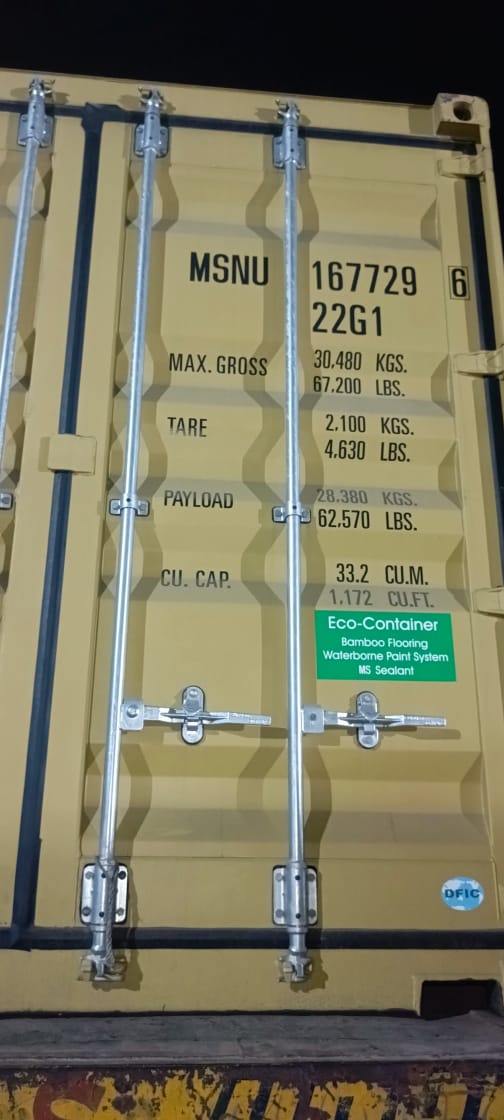 MSNU 167729 6
22G1
MAX. GROSS 30,480 KGS.
67,200 LBS.
TARE 2,100 KGS.
4,630 LBS.
PAYLOAD 28,380 KGS.
62,570 LBS.
CU. CAP. 33.2 CU.M.
1,172 CU.FT.
Eco-Container
Bamboo Flooring
Waterborne Paint System
MS Sealant
DFIC